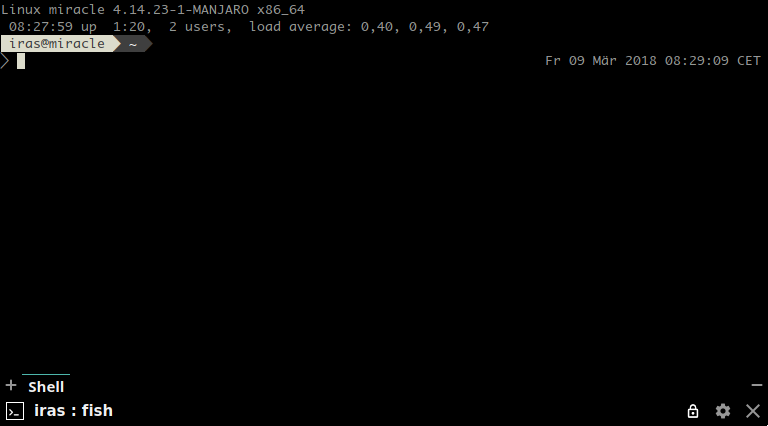 Linux miracle 4.14.23-1-MANJARO x86_64
 08:27:59 up  1:20,  2 users,  load average: 0,40, 0,49, 0,47
iras@miracle ~
Fr 09 Mär 2018 08:29:09 CET
Shell
iras : fish